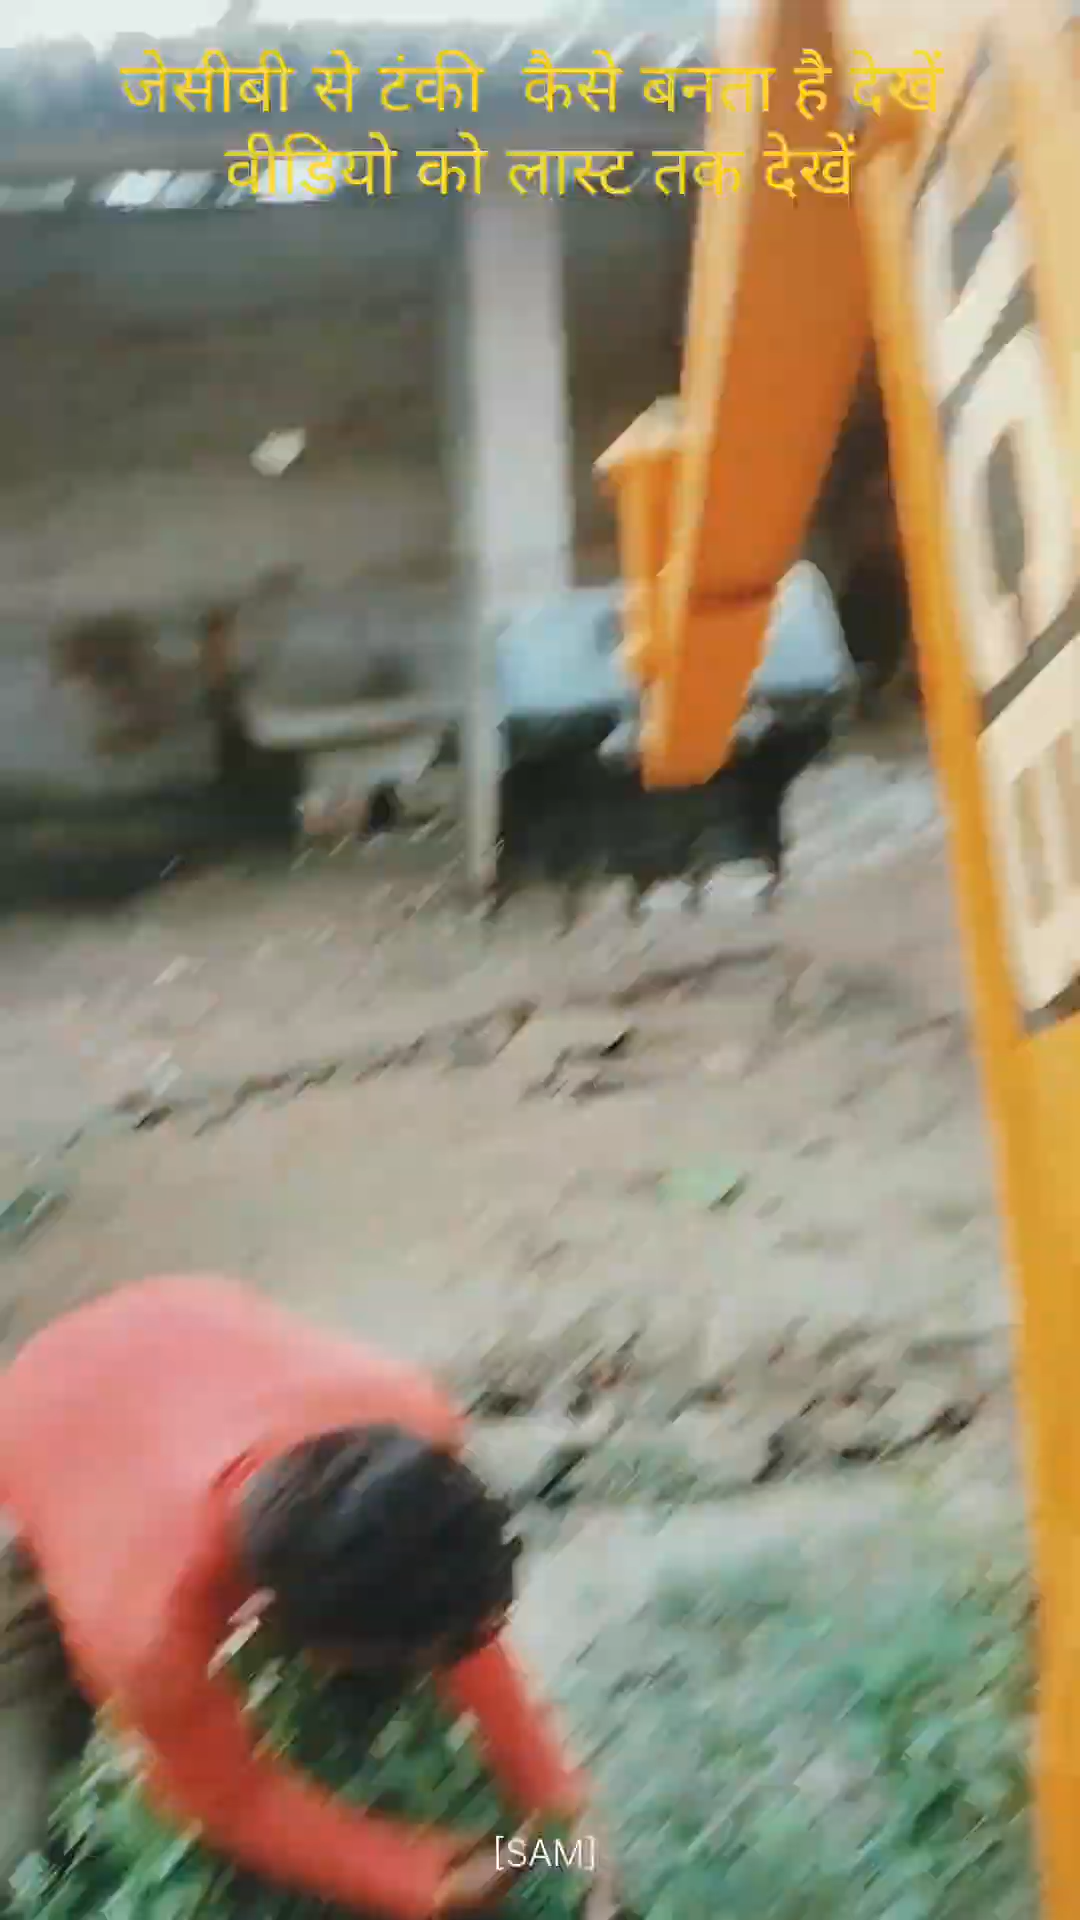 जेसीबी से टंकी कैसे बनता है देखें
वीडियो को लास्ट तक देखें
[SAM]